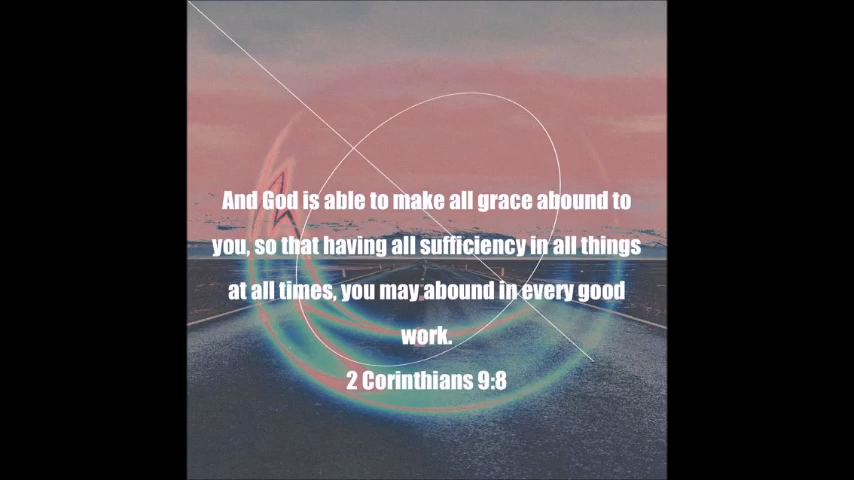 And God is able to make all grace abound to
you, so that having all sufficiency in all things
at all times, you may abound in every good
work.
2 Corinthians 9:8